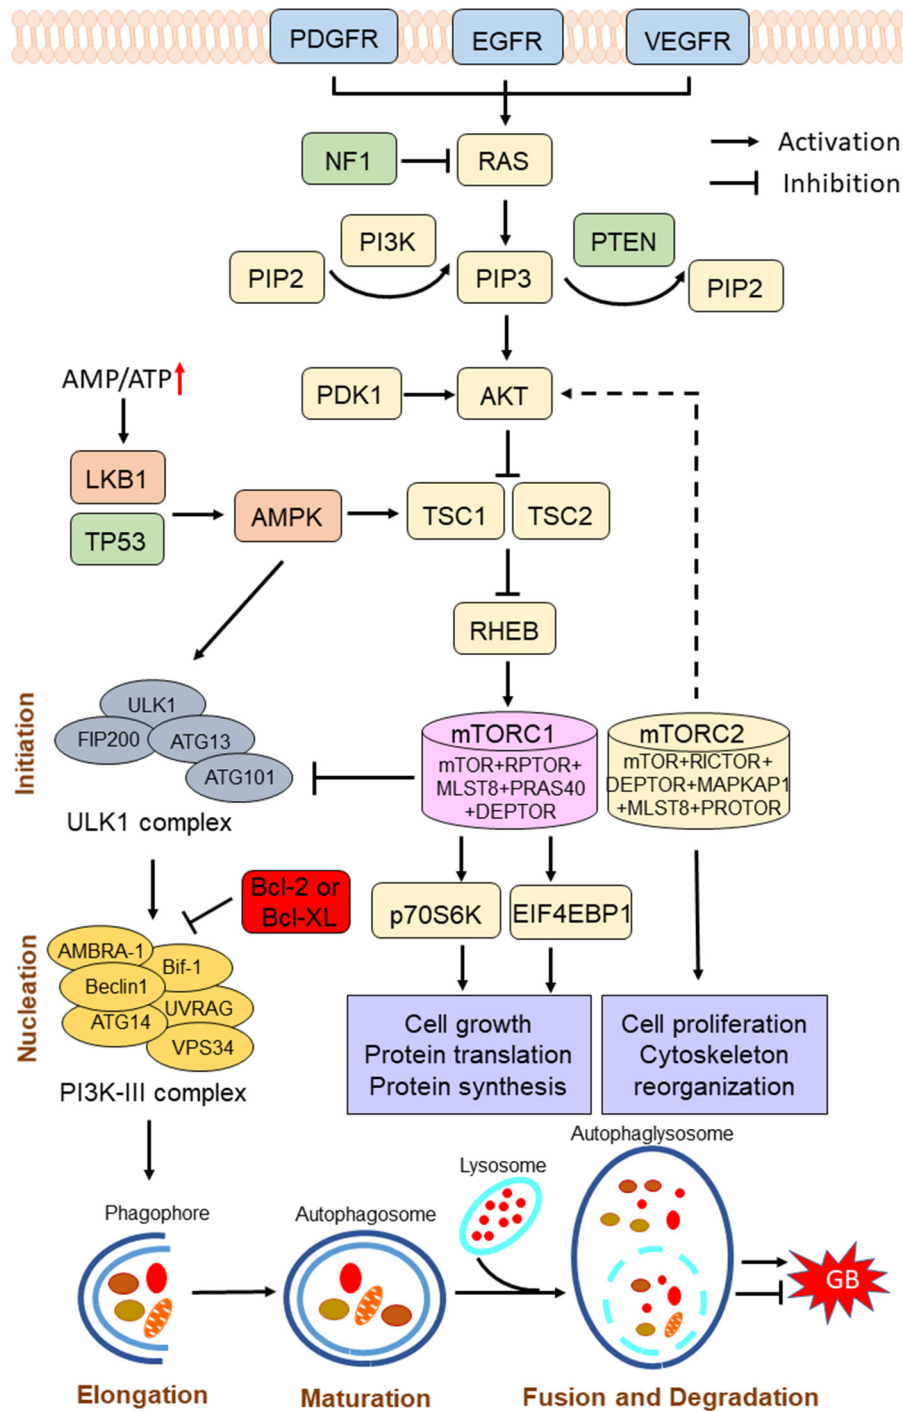 PDGFR
EGFR
VEGFR
NF1
RAS
Activation
Inhibition
PI3K
PTEN
PIP2
PIP3
PIP2
AMP/ATP
PDK1
AKT
LKB1
TP53
AMPK
TSC1
TSC2
RHEB
Initiation
ULK1
FIP200
ATG13
ATG101
ULK1 complex
mTORC1
mTOR+RPTOR+
MLST8+PRAS40
+DEPTOR
mTORC2
mTOR+RICTOR+
DEPTOR+MAPKAP1
+MLST8+PROTOR
Bcl-2 or
Bcl-XL
p70S6K
EIF4EBP1
Nucleation
AMBRA-1
Bif-1
Beclin1
UVRAG
ATG14
VPS34
PI3K-III complex
Cell growth
Protein translation
Protein synthesis
Cell proliferation
Cytoskeleton
reorganization
Autophaglysosome
Lysosome
Phagophore
Autophagosome
GB
Elongation
Maturation
Fusion and Degradation